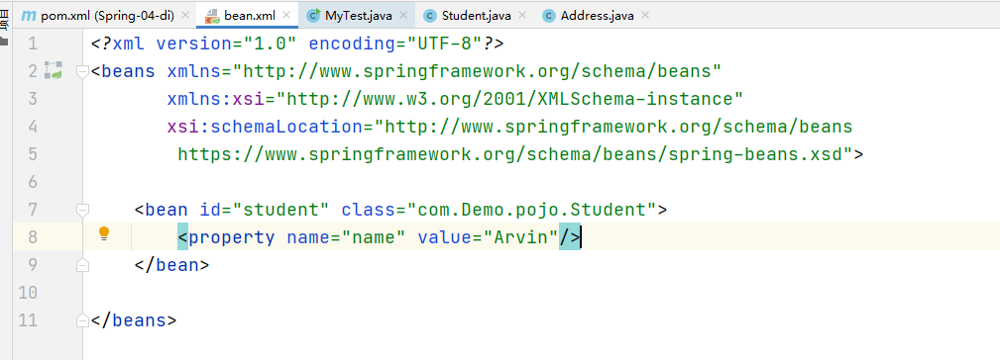 pom.xml (Spring-04-di) bean.xml MyTest.java Student.java Address.java
项目
1 <?xml version="1.0" encoding="UTF-8"?>
2 <beans xmlns="http://www.springframework.org/schema/beans"
3 xmlns:xsi="http://www.w3.org/2001/XMLSchema-instance"
4 xsi:schemaLocation="http://www.springframework.org/schema/beans
5 https://www.springframework.org/schema/beans/spring-beans.xsd">
6
7 <bean id="student" class="com.Demo.pojo.Student">
8 <property name="name" value="Arvin"/>
9 </bean>
10
11 </beans>